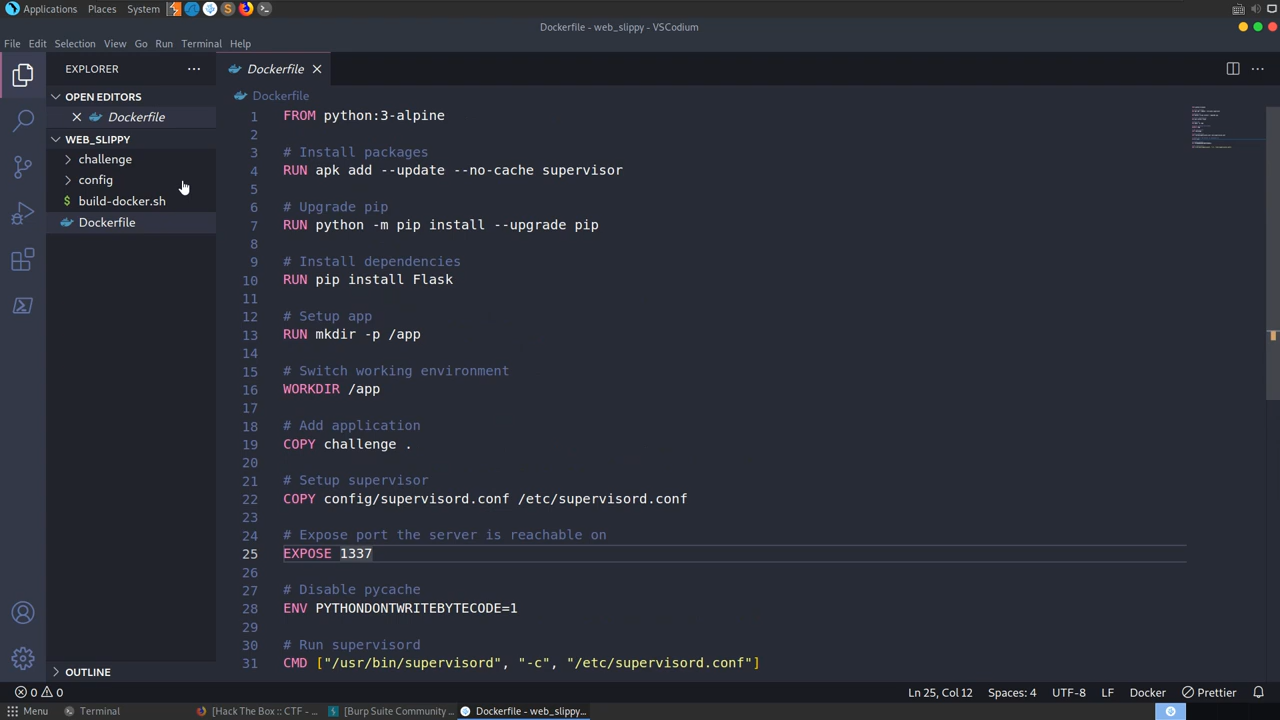 Applications Places System
Dockerfile - web_slippy - VSCodium
File Edit Selection View Go Run Terminal Help
EXPLORER ···
Dockerfile
OPEN EDITORS
Dockerfile
WEB_SLIPPY
challenge
config
$ build-docker.sh
Dockerfile
OUTLINE
Dockerfile
1 FROM python:3-alpine
2
3 # Install packages
4 RUN apk add --update --no-cache supervisor
5
6 # Upgrade pip
7 RUN python -m pip install --upgrade pip
8
9 # Install dependencies
10 RUN pip install Flask
11
12 # Setup app
13 RUN mkdir -p /app
14
15 # Switch working environment
16 WORKDIR /app
17
18 # Add application
19 COPY challenge .
20
21 # Setup supervisor
22 COPY config/supervisord.conf /etc/supervisord.conf
23
24 # Expose port the server is reachable on
25 EXPOSE 1337
26
27 # Disable pycache
28 ENV PYTHONDONTWRITEBYTECODE=1
29
30 # Run supervisord
31 CMD ["/usr/bin/supervisord", "-c", "/etc/supervisord.conf"]
0 0 Ln 25, Col 12 Spaces: 4 UTF-8 LF Docker Prettier
Menu Terminal [Hack The Box :: CTF - ... [Burp Suite Community ... Dockerfile - web_slippy...